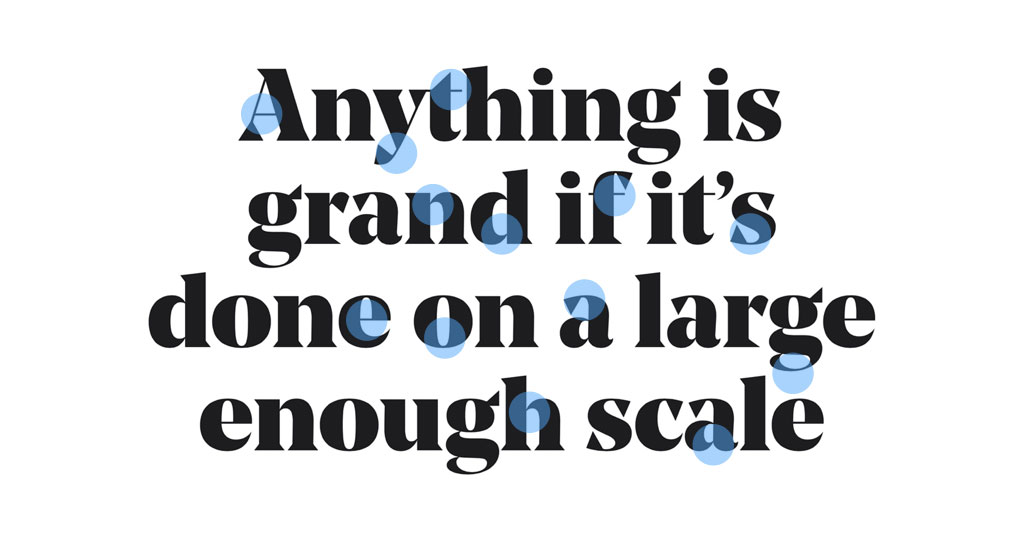 Anything is
grand if it’s
done on a large
enough scale